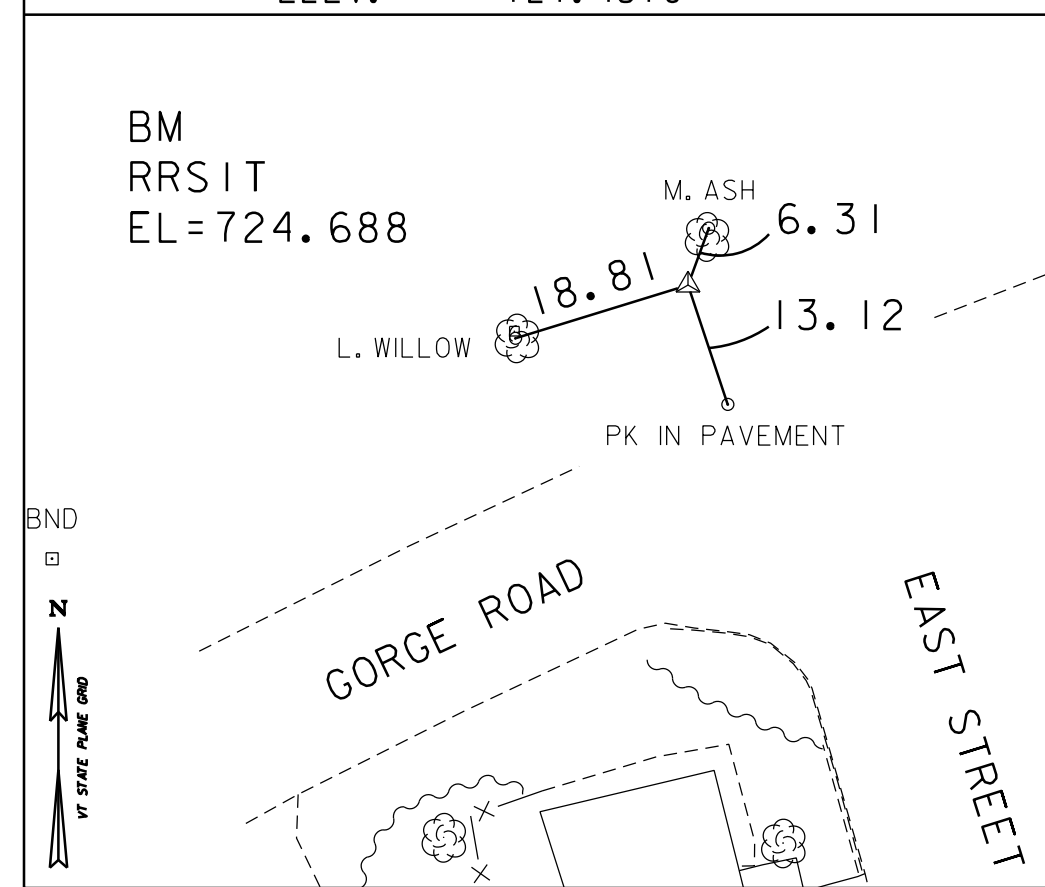 BM
RRSIT
EL=724.688
M. ASH
6.31
18.81
13.12
L. WILLOW
PK IN PAVEMENT
BND
N
VT STATE PLANE GRID
GORGE ROAD
EAST STREET